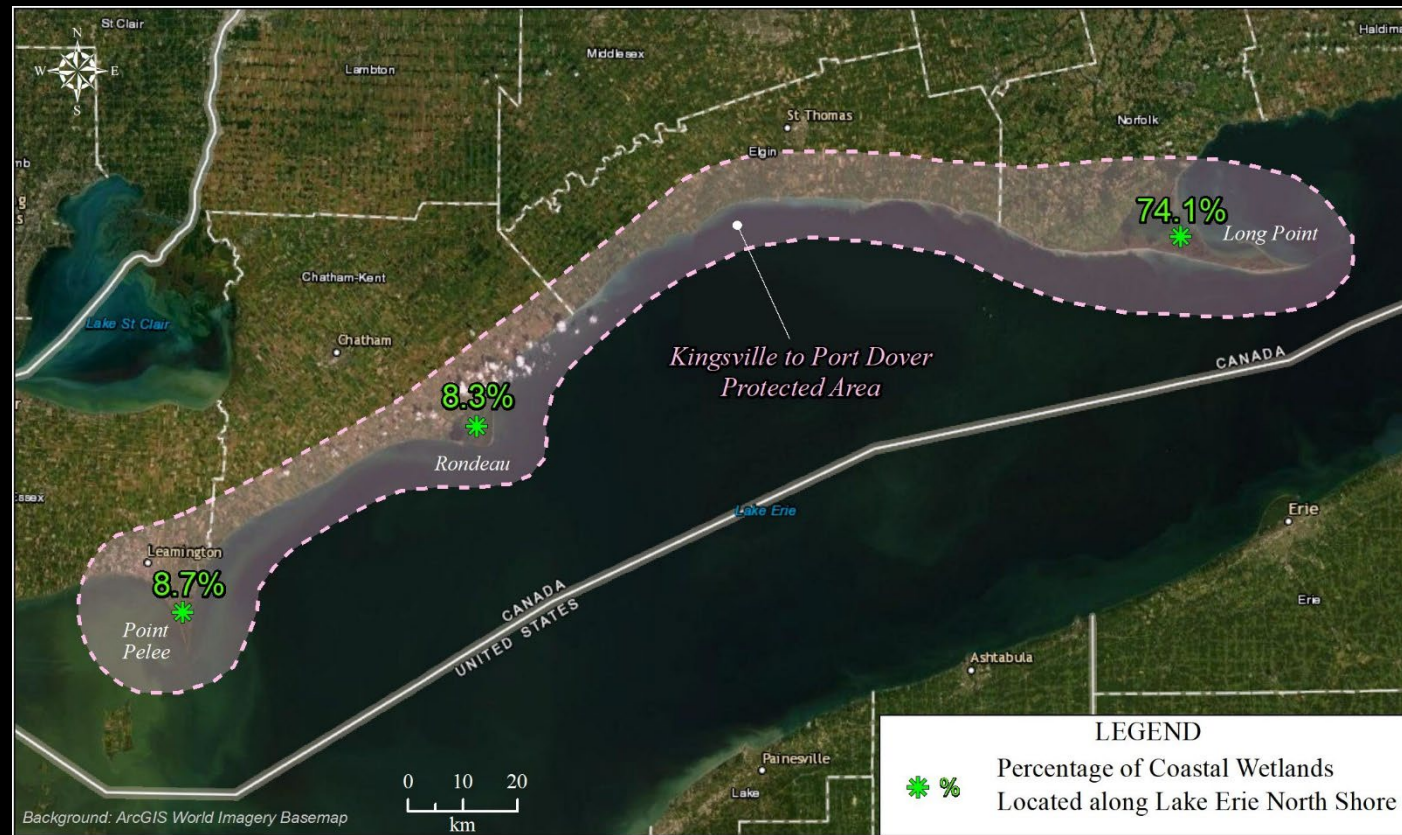 St Clair
N
W
E
S
Lambton
Middlesex
Haldima
mb
St Thomas
Elgin
Norfolk
74.1%
Long Point
g
s
Chatham-Kent
Lake St Clair
Chatham
Kingsville to Port Dover
Protected Area
CANADA
8.3%
Rondeau
r
Essex
Lake Erie
Erie
Leamington
8.7%
Point
Pelee
CANADA
UNITED STATES
Erie
Ashtabula
Painesville
Lake
0 10 20
km
Background: ArcGIS World Imagery Basemap
LEGEND
%
Percentage of Coastal Wetlands
Located along Lake Erie North Shore